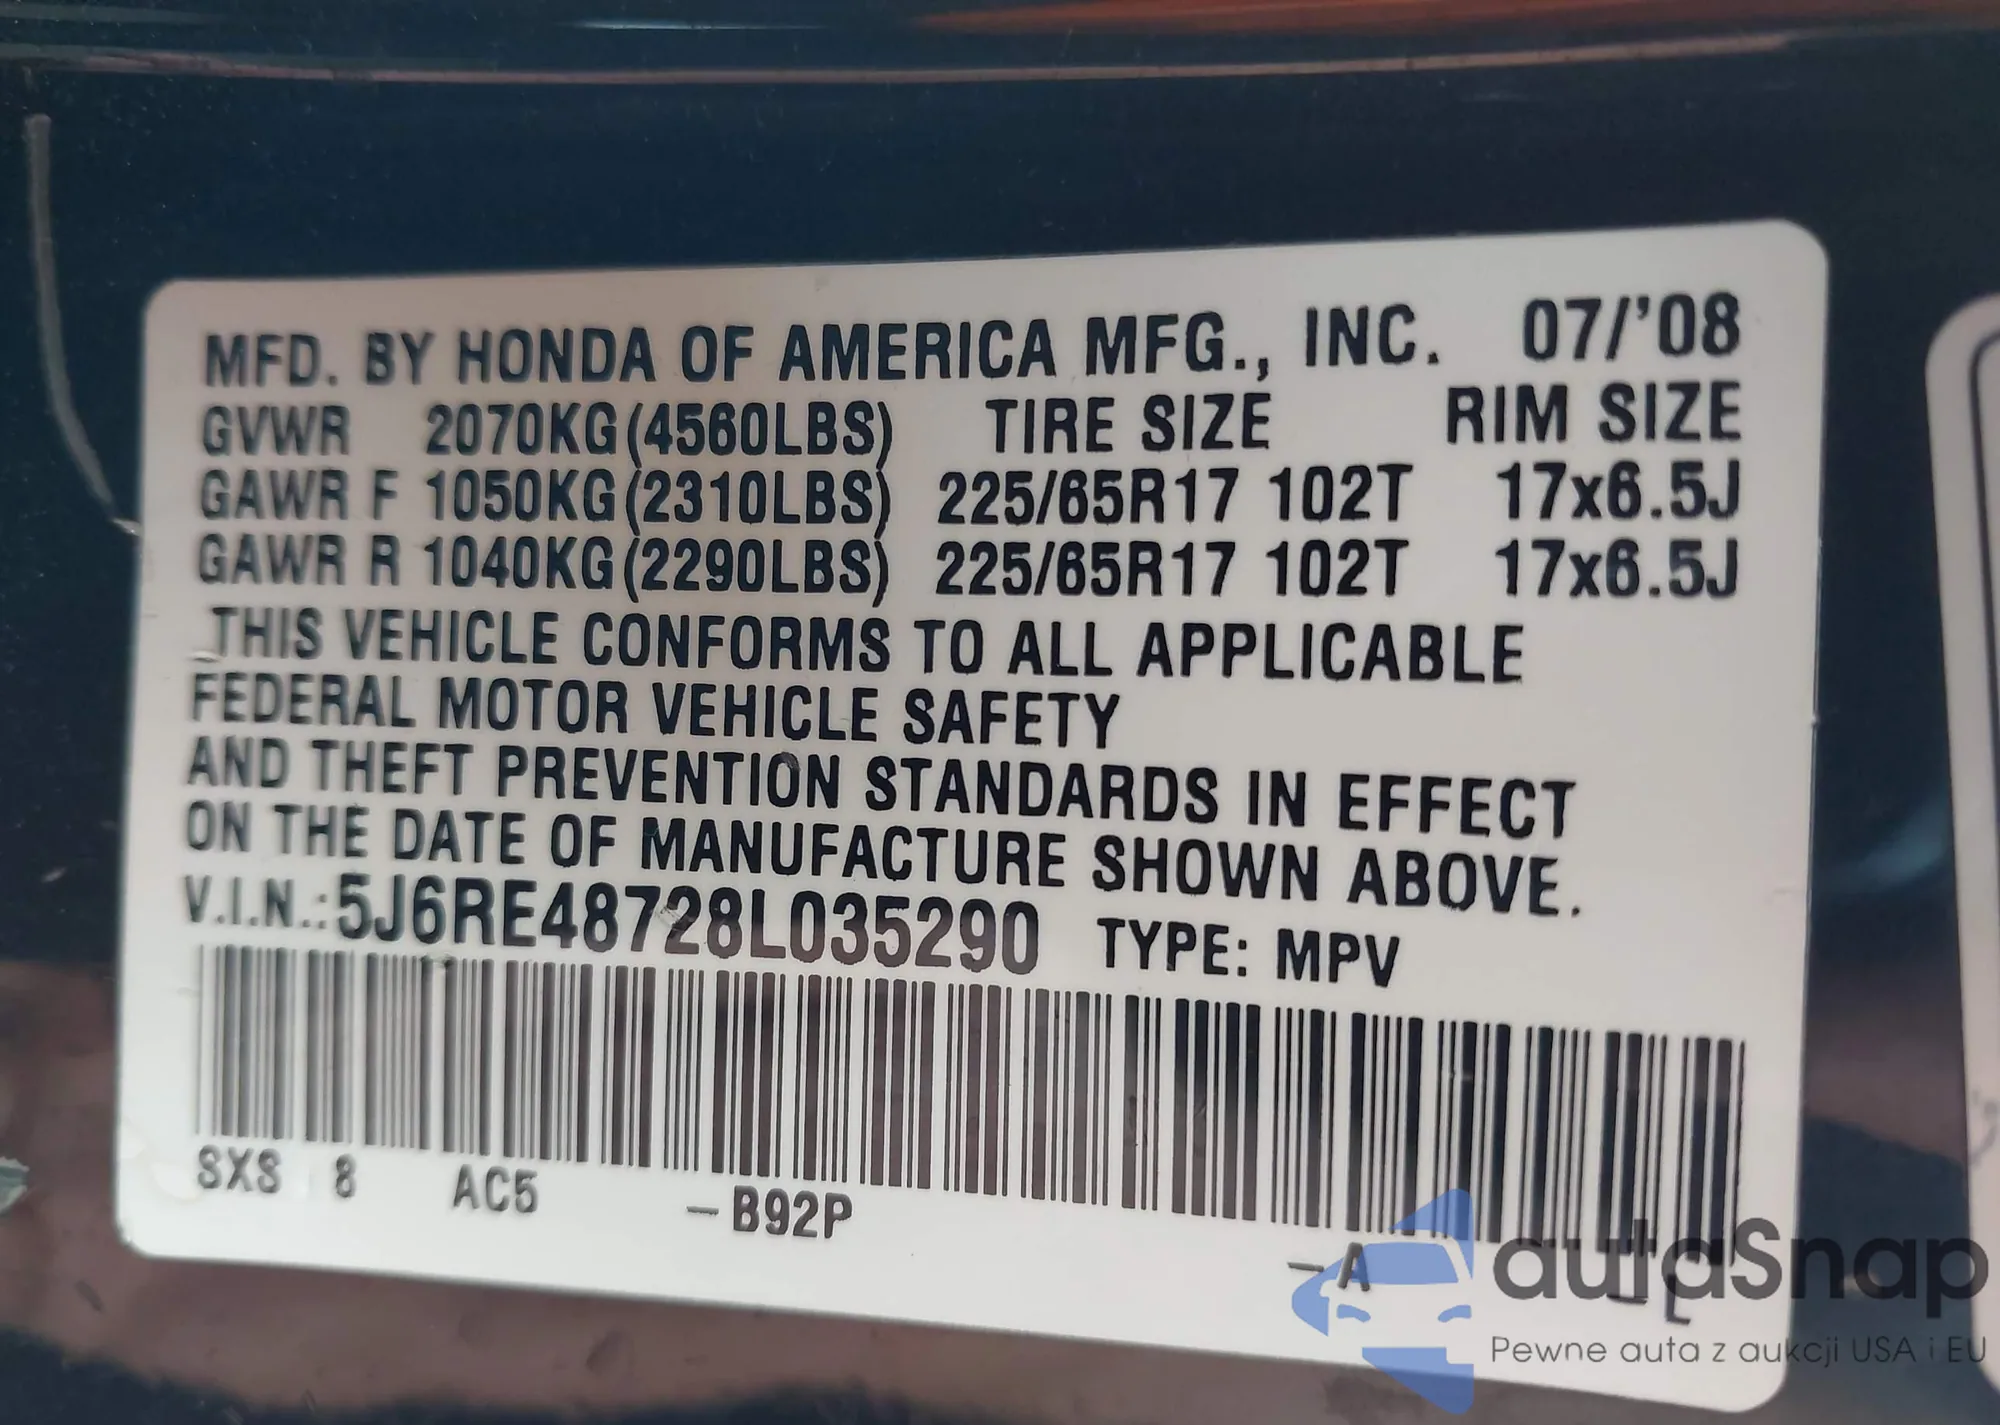 MFD. BY HONDA OF AMERICA MFG., INC. 07/'08
GVWR 2070KG(4560LBS) TIRE SIZE RIM SIZE
GAWR F 1050KG(2310LBS) 225/65R17 102T 17x6.5J
GAWR R 1040KG(2290LBS) 225/65R17 102T 17x6.5J
THIS VEHICLE CONFORMS TO ALL APPLICABLE
FEDERAL MOTOR VEHICLE SAFETY
AND THEFT PREVENTION STANDARDS IN EFFECT
ON THE DATE OF MANUFACTURE SHOWN ABOVE.
V.I.N.:5J6RE48728L035290 TYPE: MPV
SXS 8 AC5 -B92P -A -L
autaSnap
Pewne auta z aukcji USA i EU